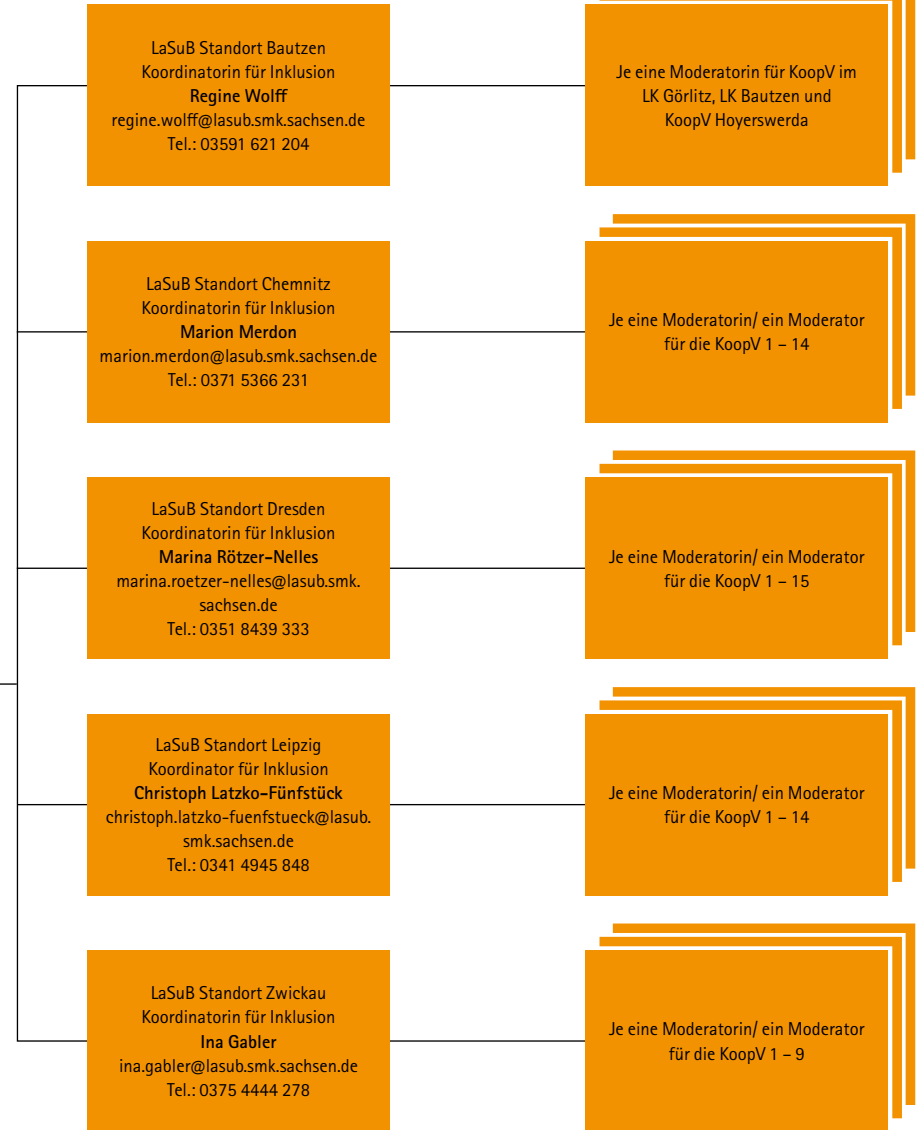 LaSuB Standort Bautzen
Koordinatorin für Inklusion
Regine Wolff
regine.wolff@lasub.smk.sachsen.de
Tel.: 03591 621 204
Je eine Moderatorin für KoopV im
LK Görlitz, LK Bautzen und
KoopV Hoyerswerda
LaSuB Standort Chemnitz
Koordinatorin für Inklusion
Marion Merdon
marion.merdon@lasub.smk.sachsen.de
Tel.: 0371 5366 231
Je eine Moderatorin/ ein Moderator
für die KoopV 1 – 14
LaSuB Standort Dresden
Koordinatorin für Inklusion
Marina Rötzer-Nelles
marina.roetzer-nelles@lasub.smk.
sachsen.de
Tel.: 0351 8439 333
Je eine Moderatorin/ ein Moderator
für die KoopV 1 – 15
LaSuB Standort Leipzig
Koordinator für Inklusion
Christoph Latzko-Fünfstück
christoph.latzko-fuenfstueck@lasub.
smk.sachsen.de
Tel.: 0341 4945 848
Je eine Moderatorin/ ein Moderator
für die KoopV 1 – 14
LaSuB Standort Zwickau
Koordinatorin für Inklusion
Ina Gabler
ina.gabler@lasub.smk.sachsen.de
Tel.: 0375 4444 278
Je eine Moderatorin/ ein Moderator
für die KoopV 1 – 9